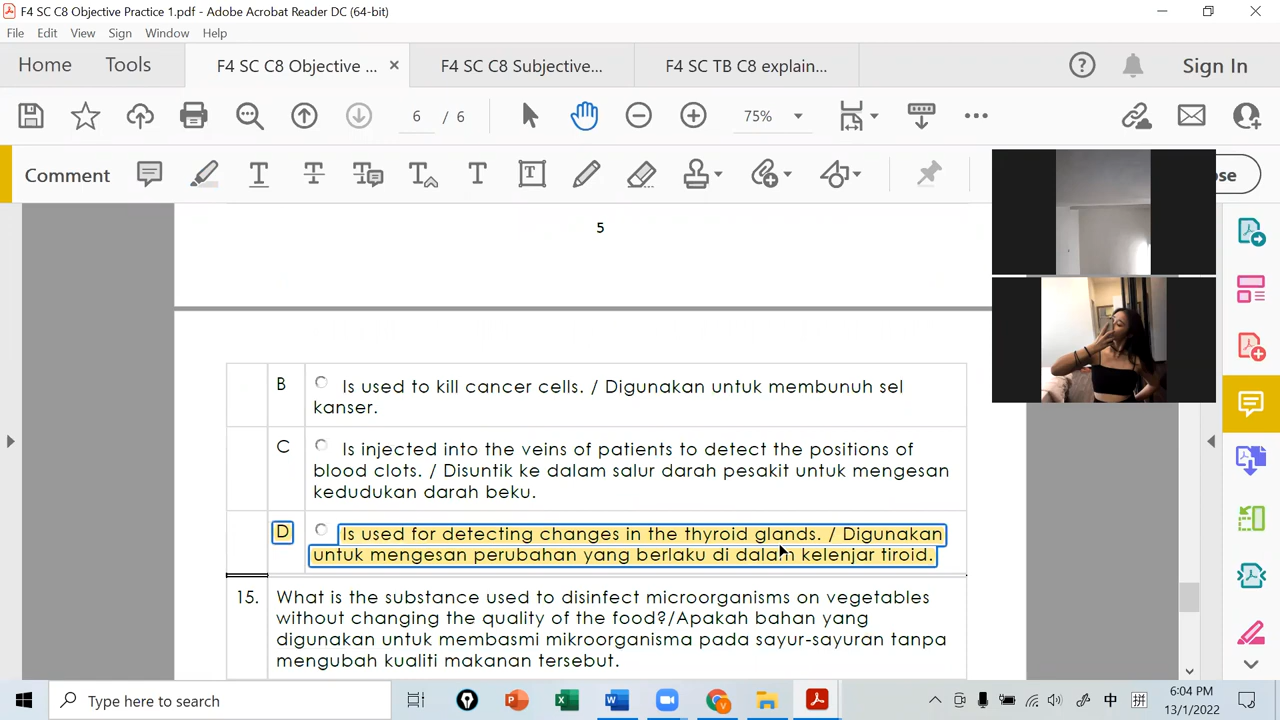 F4 SC C8 Objective Practice 1.pdf - Adobe Acrobat Reader DC (64-bit)
File Edit View Sign Window Help
Home Tools F4 SC C8 Objective ... F4 SC C8 Subjective... F4 SC TB C8 explain... Sign In
6 / 6 75%
Comment
se
5
B Is used to kill cancer cells. / Digunakan untuk membunuh sel
kanser.
C Is injected into the veins of patients to detect the positions of
blood clots. / Disuntik ke dalam salur darah pesakit untuk mengesan
kedudukan darah beku.
D Is used for detecting changes in the thyroid glands. / Digunakan
untuk mengesan perubahan yang berlaku di dalam kelenjar tiroid.
15. What is the substance used to disinfect microorganisms on vegetables
without changing the quality of the food?/Apakah bahan yang
digunakan untuk membasmi mikroorganisma pada sayur-sayuran tanpa
mengubah kualiti makanan tersebut.
Type here to search
中 拼
6:04 PM
13/1/2022